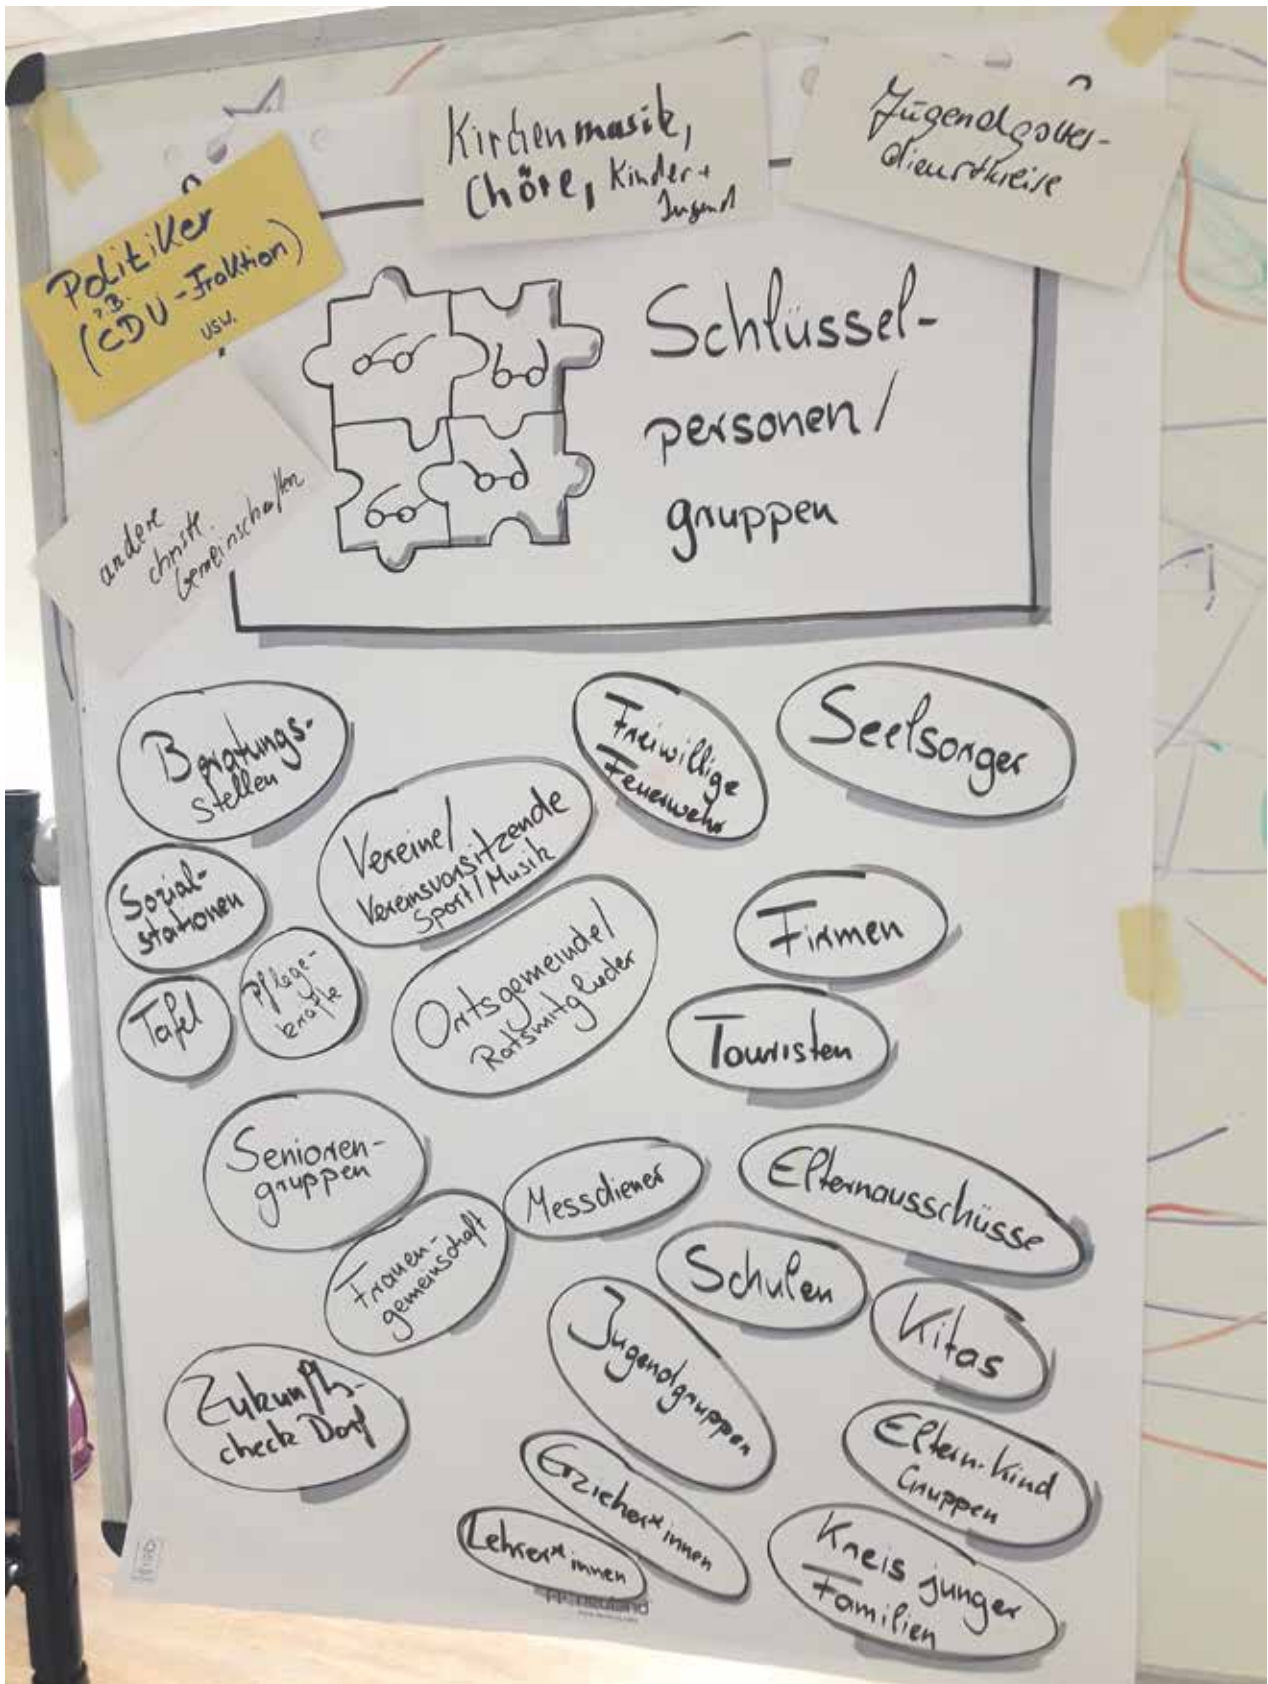 Kirchenmusik,
Chöre, Kinder +
Jugend
Jugendgottes-
dienstkreise
Politiker
z.B.
(CDU-Fraktion)
usw.
andere
christl.
Gemeinschaften
Schlüssel-
personen/
gruppen
Beratungs-
stellen
Freiwillige
Feuerwehr
Seelsorger
Vereine/
Vereinsvorsitzende
Sport/Musik
Sozial-
stationen
Firmen
Pflege-
kräfte
Tafel
Ortsgemeinde/
Ratsmitglieder
Touristen
Senioren-
gruppen
Messdiener
Elternausschüsse
Frauen-
gemeinschaft
Schulen
Kitas
Jugendgruppen
Zukunfts-
check Dorf
Eltern-Kind
Gruppen
Erzieher*innen
Lehrer*innen
Kreis junger
Familien
neuland